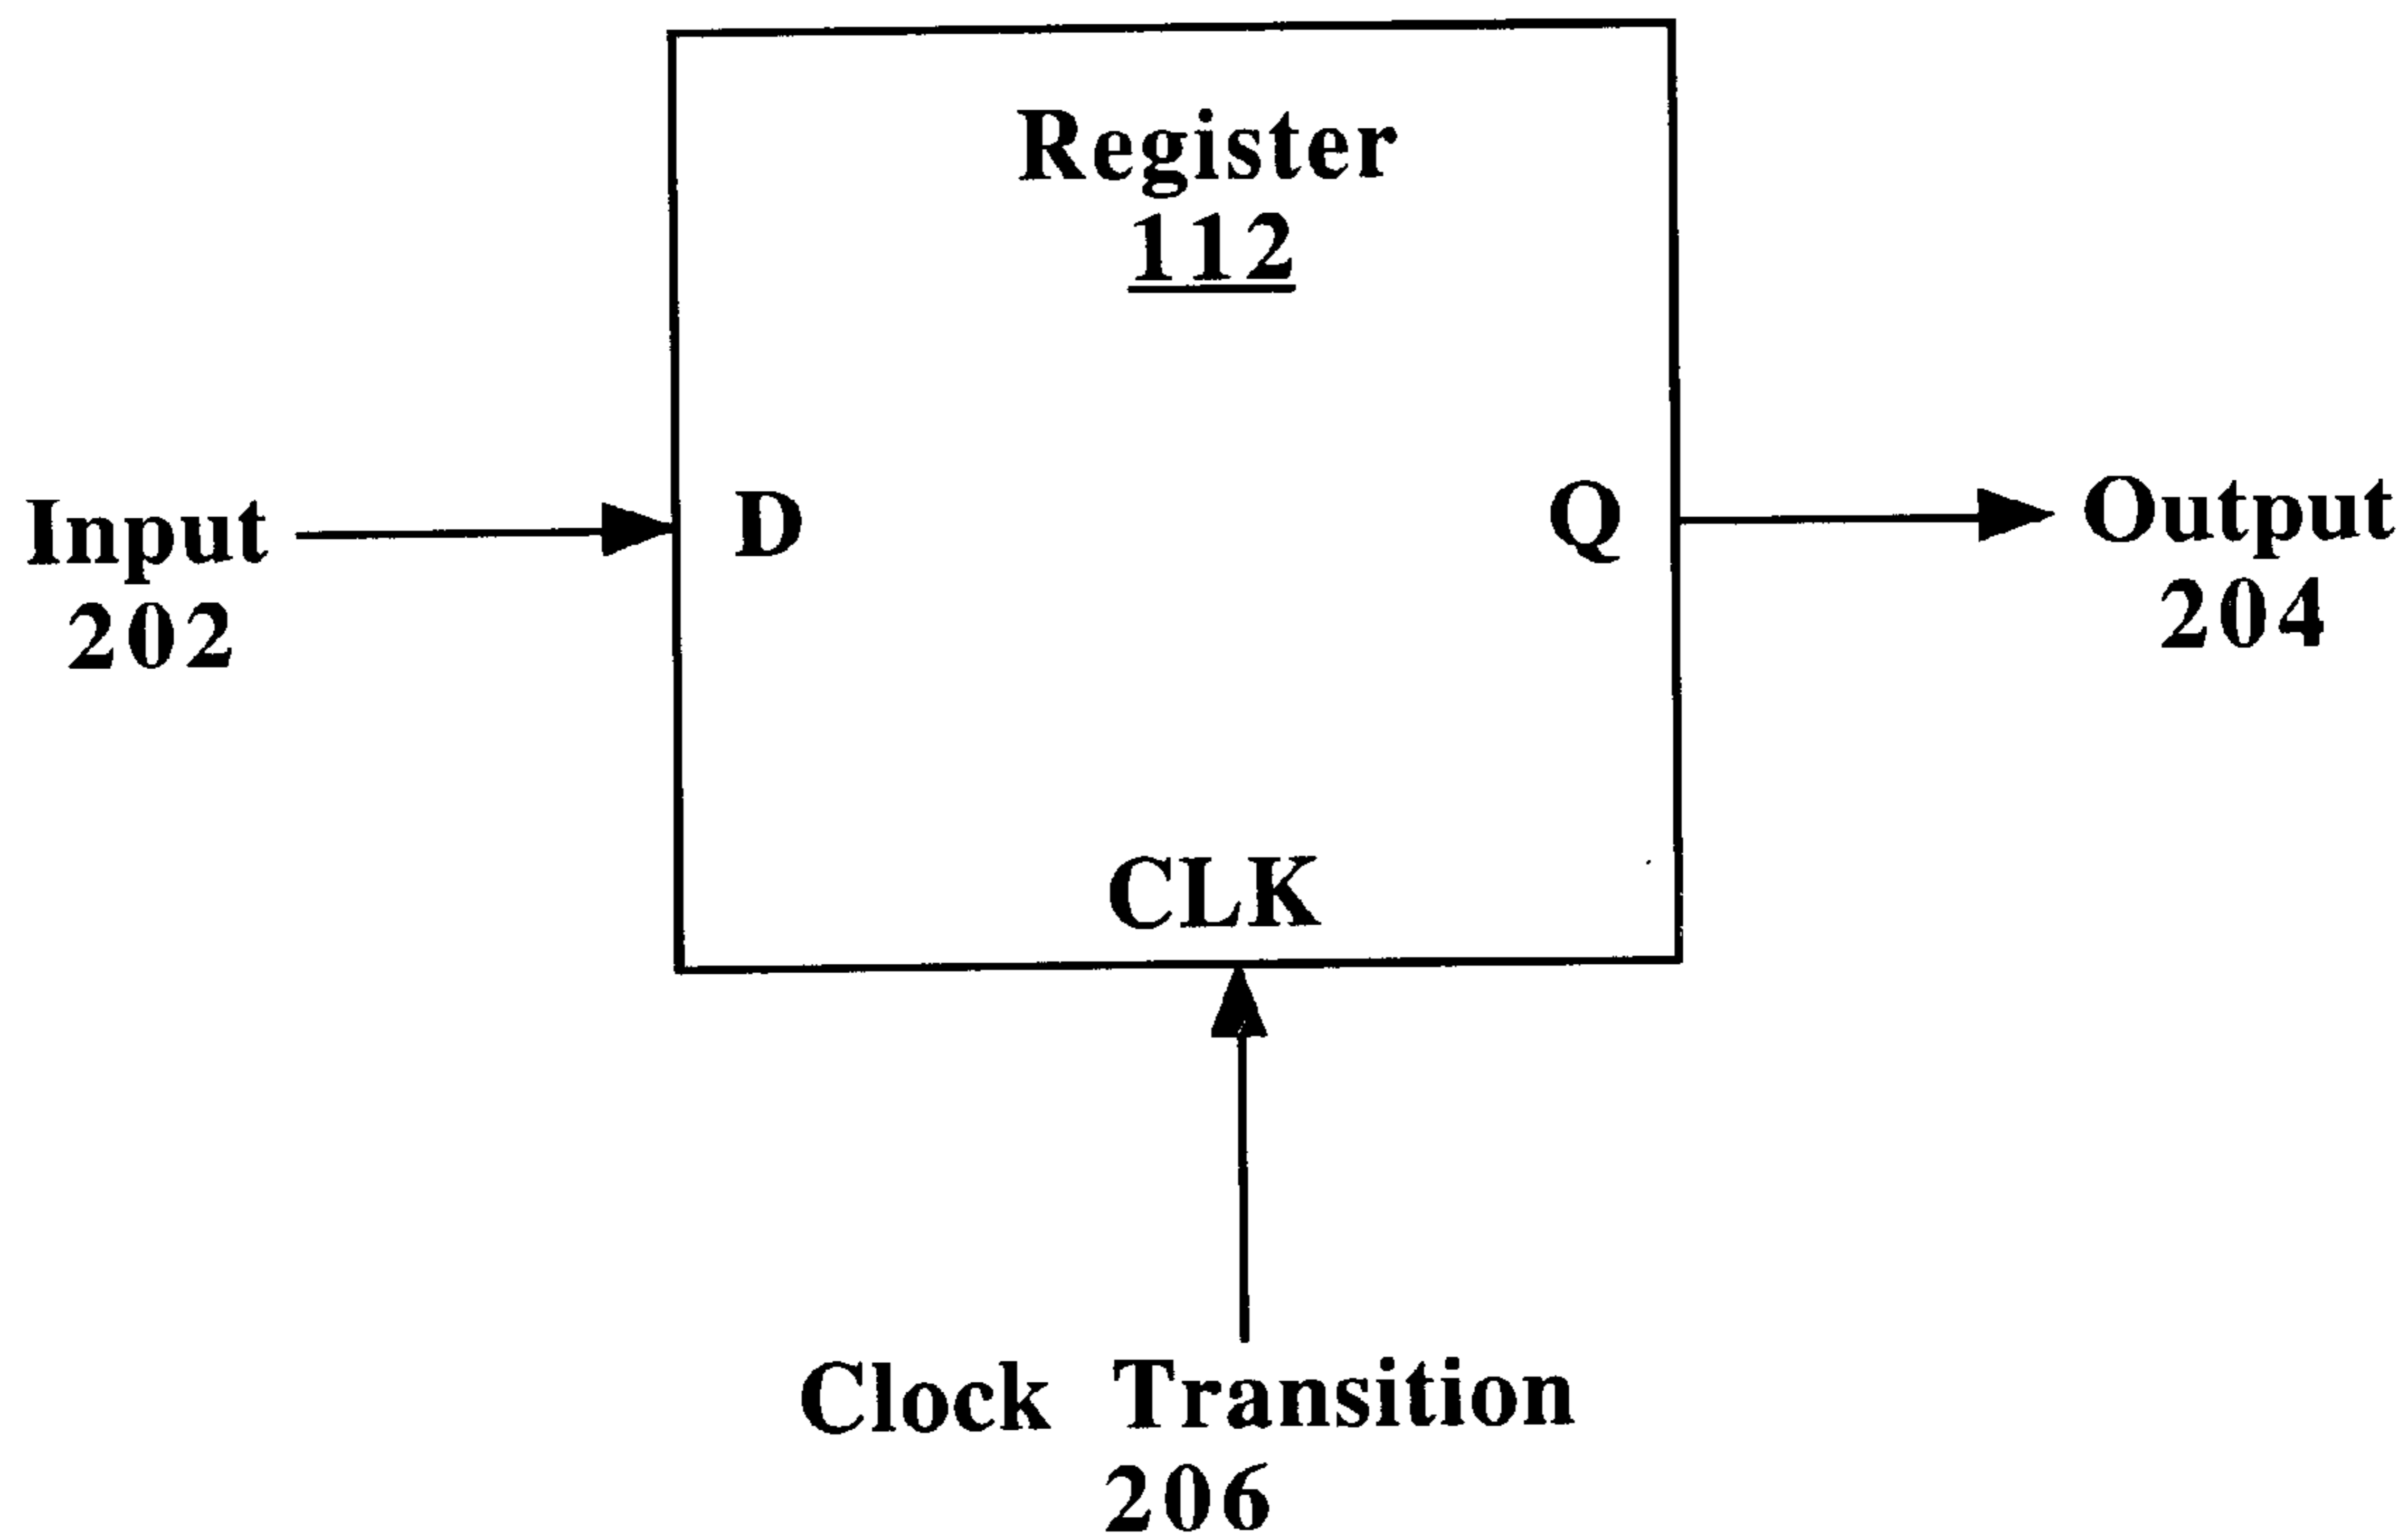 Register
112
Input
202
D
Q
Output
204
CLK
Clock Transition
206